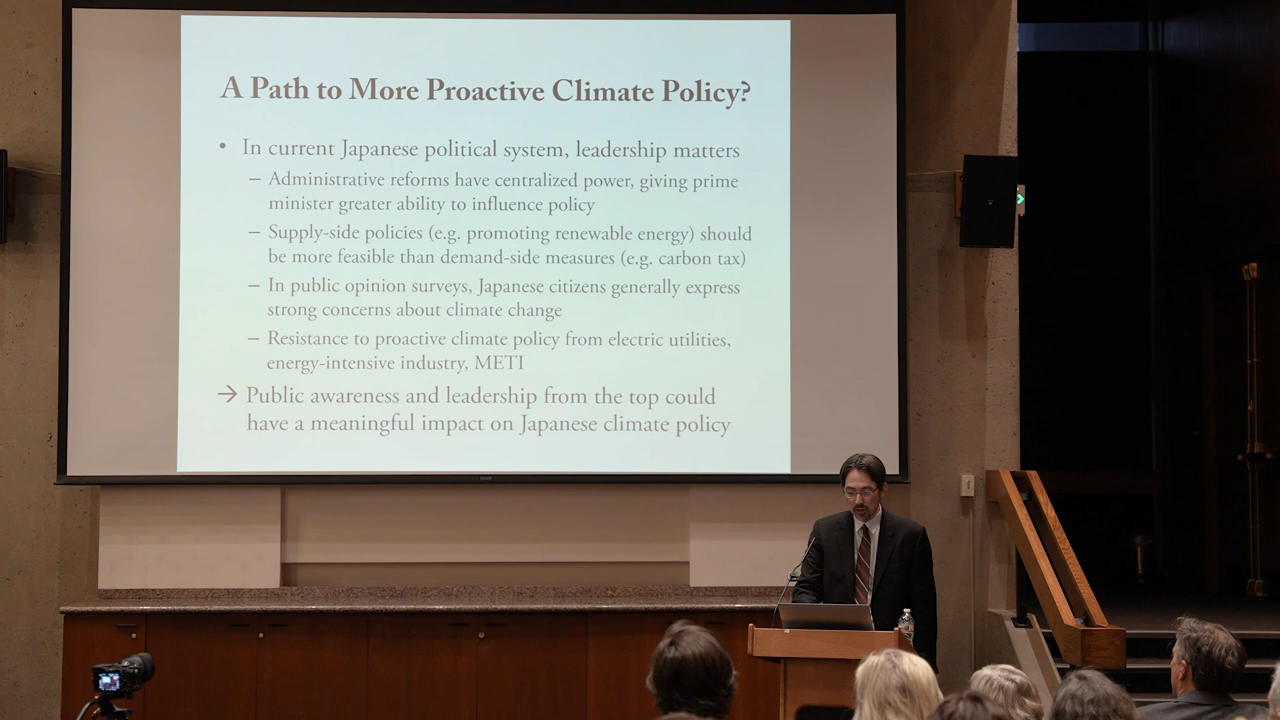 A Path to More Proactive Climate Policy?
• In current Japanese political system, leadership matters
– Administrative reforms have centralized power, giving prime
minister greater ability to influence policy
– Supply-side policies (e.g. promoting renewable energy) should
be more feasible than demand-side measures (e.g. carbon tax)
– In public opinion surveys, Japanese citizens generally express
strong concerns about climate change
– Resistance to proactive climate policy from electric utilities,
energy-intensive industry, METI
→ Public awareness and leadership from the top could
have a meaningful impact on Japanese climate policy